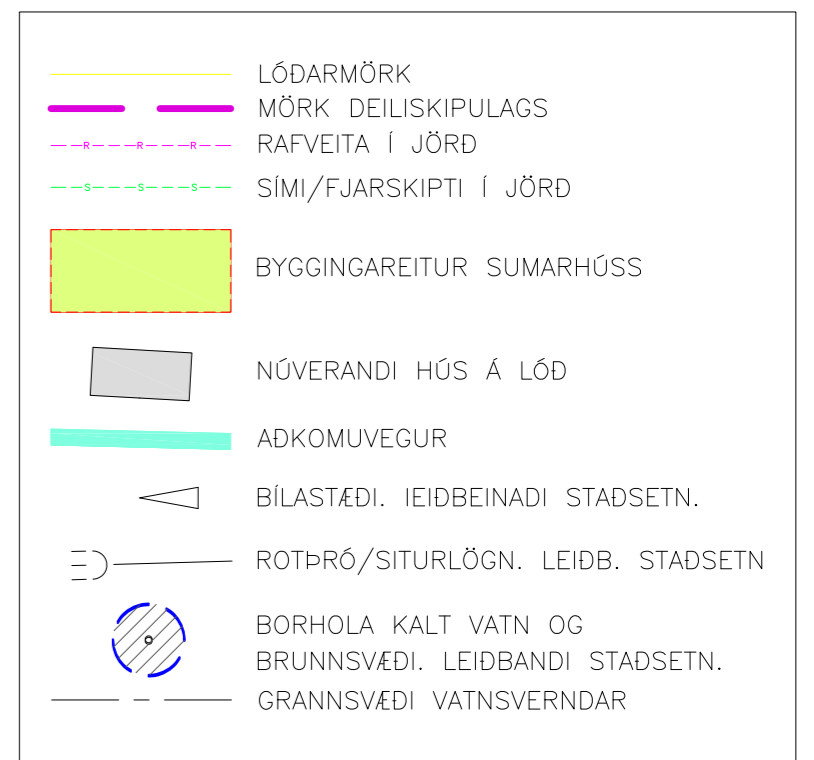 LÓÐARMÖRK
MÖRK DEILISKIPULAGS
R R R RAFVEITA Í JÖRÐ
S S S SÍMI/FJARSKIPTI Í JÖRÐ
BYGGINGAREITUR SUMARHÚSS
NÚVERANDI HÚS Á LÓÐ
AÐKOMUVEGUR
BÍLASTÆÐI. IEIÐBEINADI STAÐSETN.
ROTÞRÓ/SITURLÖGN. LEIÐB. STAÐSETN
BORHOLA KALT VATN OG
BRUNNSVÆÐI. LEIÐBANDI STAÐSETN.
GRANNSVÆÐI VATNSVERNDAR